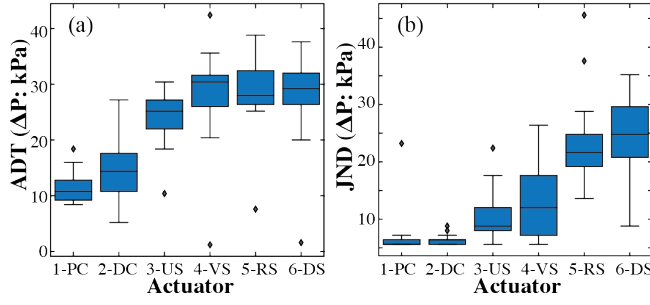 (a)
ADT (ΔP: kPa)
40
30
20
10
0
1-PC 2-DC 3-US 4-VS 5-RS 6-DS
Actuator
(b)
JND (ΔP: kPa)
40
30
20
10
1-PC 2-DC 3-US 4-VS 5-RS 6-DS
Actuator